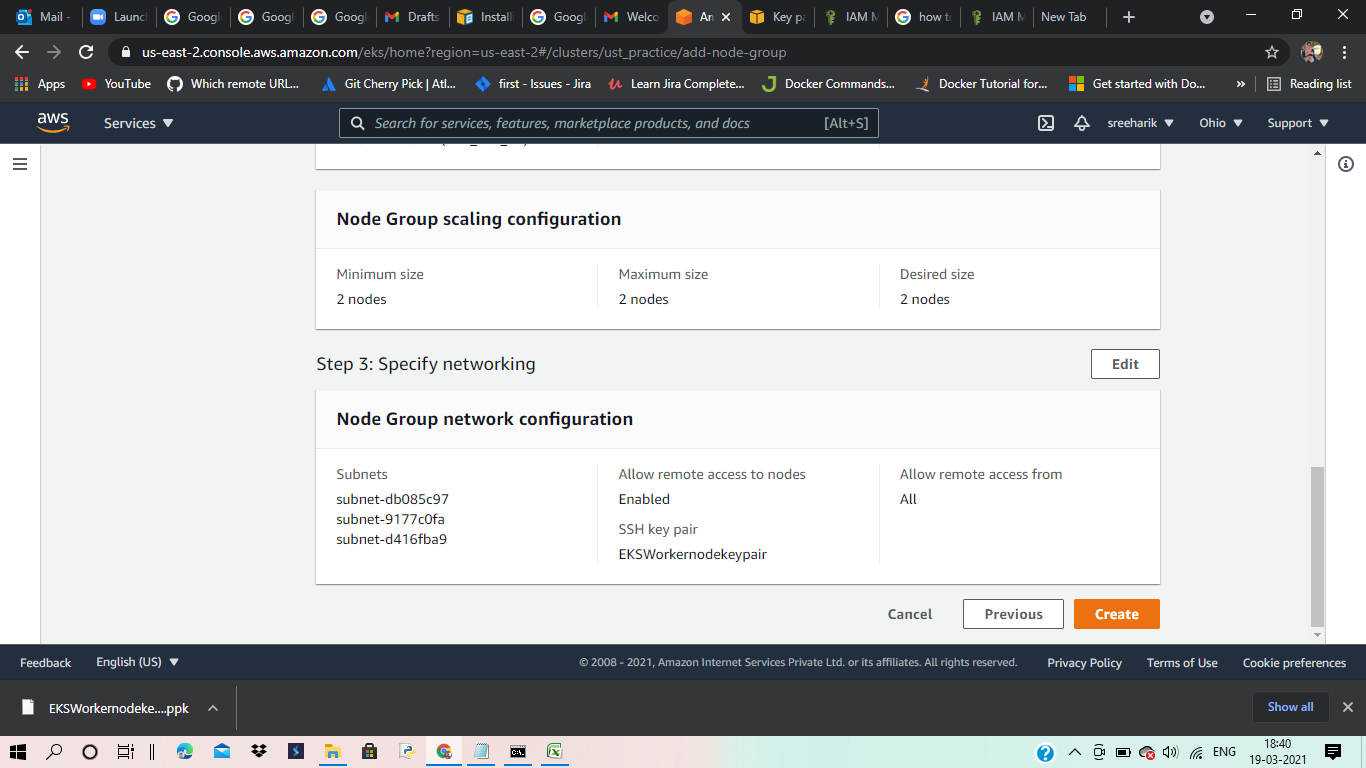 Mail -
Launc
Googl
Googl
Googl
Drafts
Install
Googl
Welco
Am
Key pa
IAM M
how to
IAM M
New Tab
us-east-2.console.aws.amazon.com/eks/home?region=us-east-2#/clusters/ust_practice/add-node-group
Apps
YouTube
Which remote URL...
Git Cherry Pick | Atl...
first - Issues - Jira
Learn Jira Complete...
Docker Commands...
Docker Tutorial for...
Get started with Do...
»
Reading list
aws
Services
Search for services, features, marketplace products, and docs
[Alt+S]
sreeharik
Ohio
Support
Node Group scaling configuration
Minimum size
Maximum size
Desired size
2 nodes
2 nodes
2 nodes
Step 3: Specify networking
Edit
Node Group network configuration
Subnets
subnet-db085c97
subnet-9177c0fa
subnet-d416fba9
Allow remote access to nodes
Enabled
SSH key pair
EKSWorkernodekeypair
Allow remote access from
All
Cancel
Previous
Create
Feedback
English (US)
© 2008 - 2021, Amazon Internet Services Private Ltd. or its affiliates. All rights reserved.
Privacy Policy
Terms of Use
Cookie preferences
EKSWorkernodeke....ppk
Show all
ENG
18:40
19-03-2021